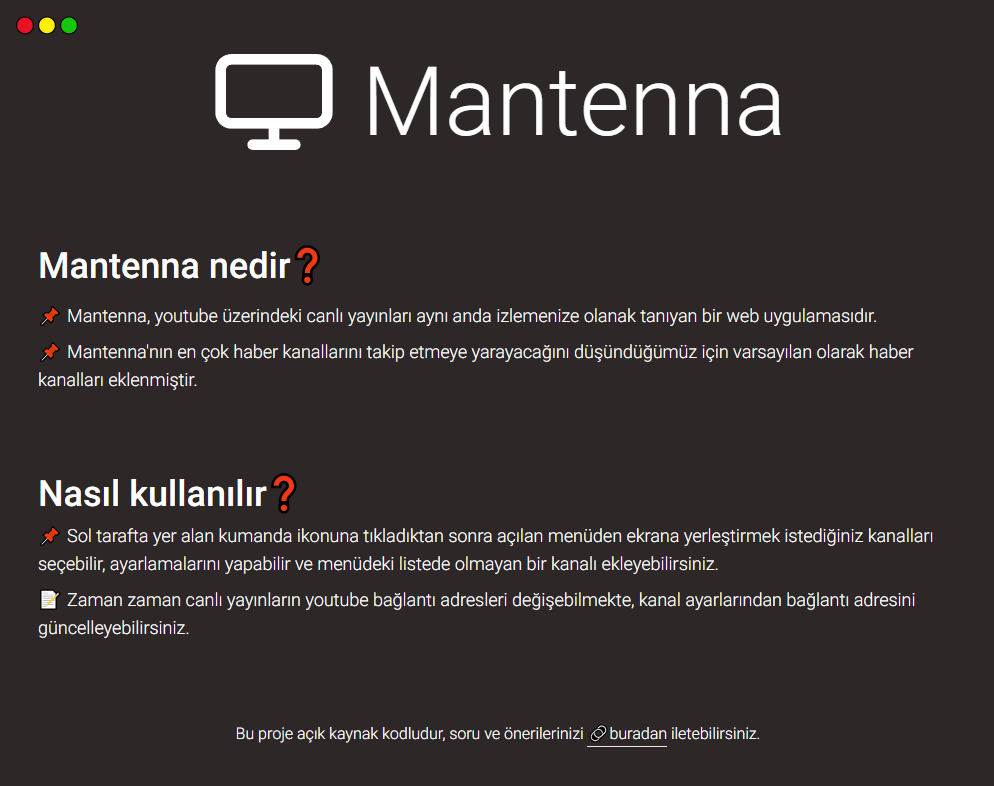 Mantenna
Mantenna nedir❓
📌 Mantenna, youtube üzerindeki canlı yayınları aynı anda izlemenize olanak tanıyan bir web uygulamasıdır.
📌 Mantenna'nın en çok haber kanallarını takip etmeye yarayacağını düşündüğümüz için varsayılan olarak haber
kanalları eklenmiştir.
Nasıl kullanılır❓
📌 Sol tarafta yer alan kumanda ikonuna tıkladıktan sonra açılan menüden ekrana yerleştirmek istediğiniz kanalları
seçebilir, ayarlamalarını yapabilir ve menüdeki listede olmayan bir kanalı ekleyebilirsiniz.
📝 Zaman zaman canlı yayınların youtube bağlantı adresleri değişebilmekte, kanal ayarlarından bağlantı adresini
güncelleyebilirsiniz.
Bu proje açık kaynak kodludur, soru ve önerilerinizi 🔗buradan iletebilirsiniz.